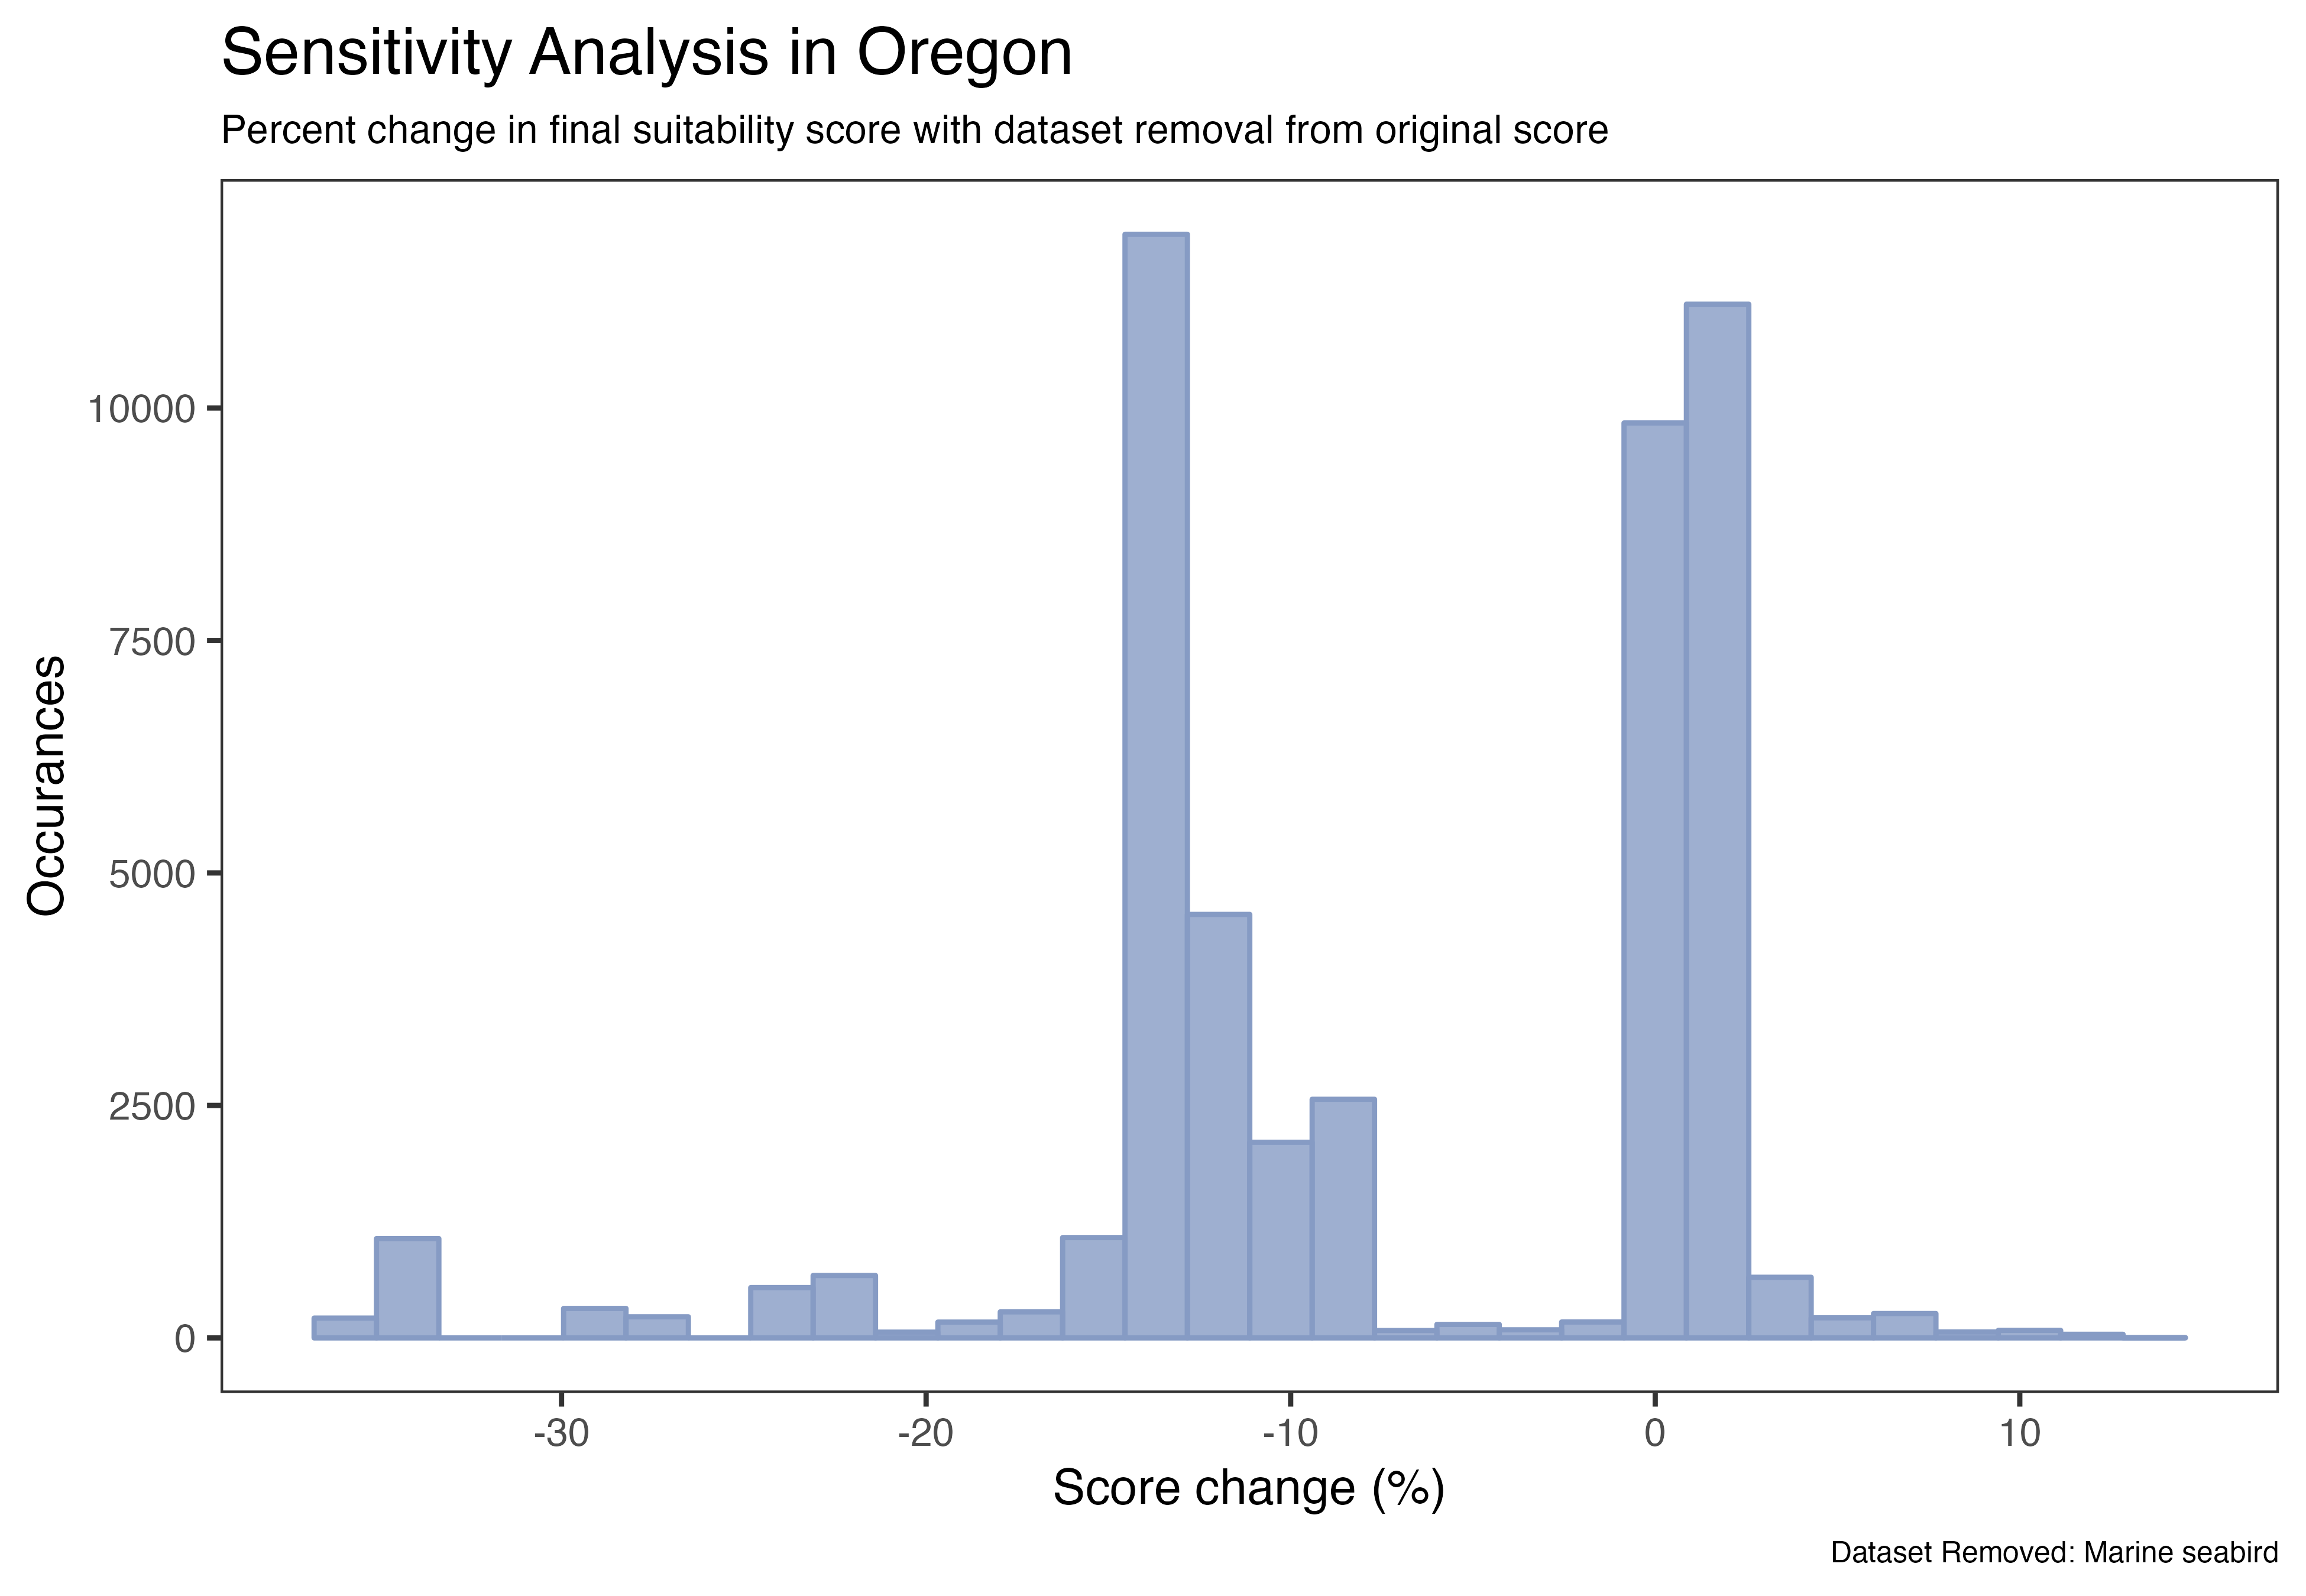 Sensitivity Analysis in Oregon
Percent change in final suitability score with dataset removal from original score
Occurances
10000
7500
5000
2500
0
-30
-20
-10
0
10
Score change (%)
Dataset Removed: Marine seabird